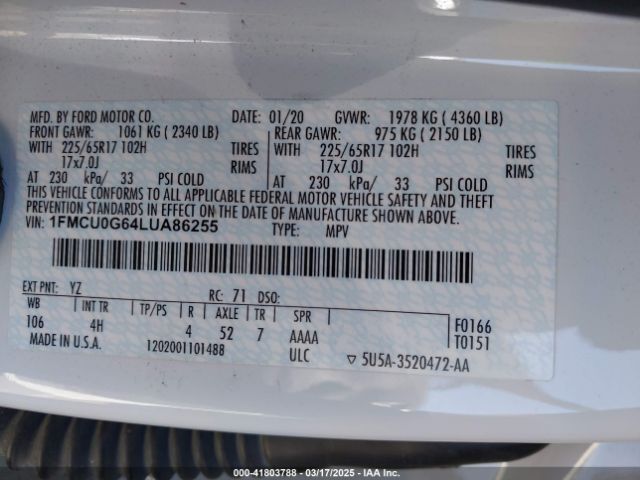 MFD. BY FORD MOTOR CO. 01/20 GVWR: 1978 KG ( 4360 LB)
FRONT GAWR: 1061 KG ( 2340 LB) REAR GAWR: 975 KG ( 2150 LB)
WITH 225/65R17 102H TIRES WITH 225/65R17 102H TIRES
17x7.0J RIMS 17x7.0J RIMS
AT 230 kPa/ 33 PSI COLD AT 230 kPa/ 33 PSI COLD
THIS VEHICLE CONFORMS TO ALL APPLICABLE FEDERAL MOTOR VEHICLE SAFETY AND THEFT
PREVENTION STANDARDS IN EFFECT ON THE DATE OF MANUFACTURE SHOWN ABOVE.
VIN: 1FMCU0G64LUA86255 TYPE: MPV
EXT PNT: YZ RC: 71 DSO:
WB INT TR TP/PS R AXLE TR SPR F0166
106 4H 4 52 7 AAAA T0151
MADE IN U.S.A. 1202001101488 ULC ▽ 5U5A-3520472-AA
00-41803788 - 03/17/2025 - IAA Inc.